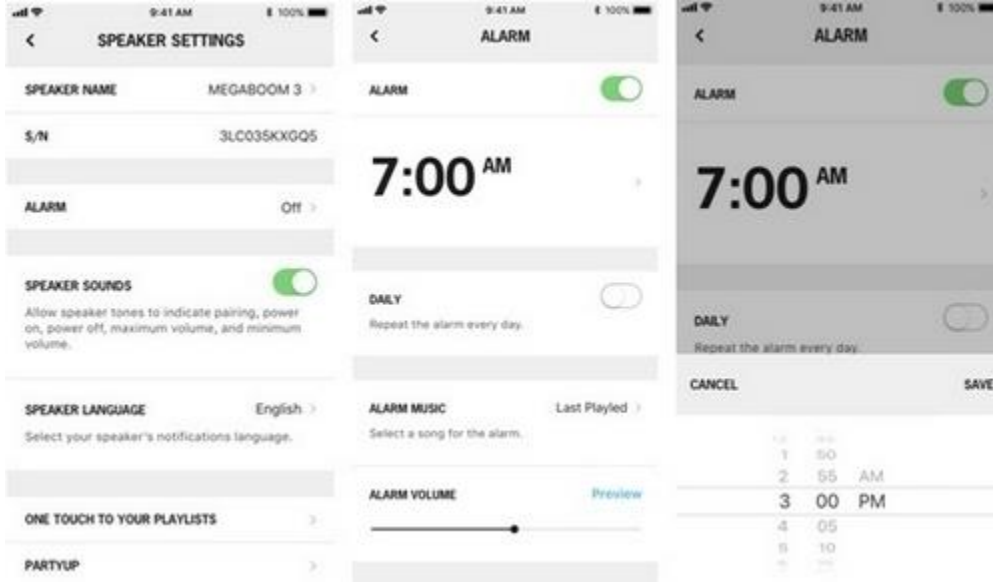 9:41 AM 100%
SPEAKER SETTINGS
SPEAKER NAME MEGABOOM 3
S/N 3LC035KXGQ5
ALARM Off
SPEAKER SOUNDS
Allow speaker tones to indicate pairing, power
on, power off, maximum volume, and minimum
volume.
SPEAKER LANGUAGE English
Select your speaker's notifications language.
ONE TOUCH TO YOUR PLAYLISTS
PARTYUP
9:41 AM 100%
ALARM
ALARM
7:00 AM
DAILY
Repeat the alarm every day.
ALARM MUSIC Last Playled
Select a song for the alarm.
ALARM VOLUME Preview
9:41 AM 100%
ALARM
ALARM
7:00 AM
DAILY
Repeat the alarm every day.
CANCEL SAVE
1 50
2 55 AM
3 00 PM
4 05
5 10